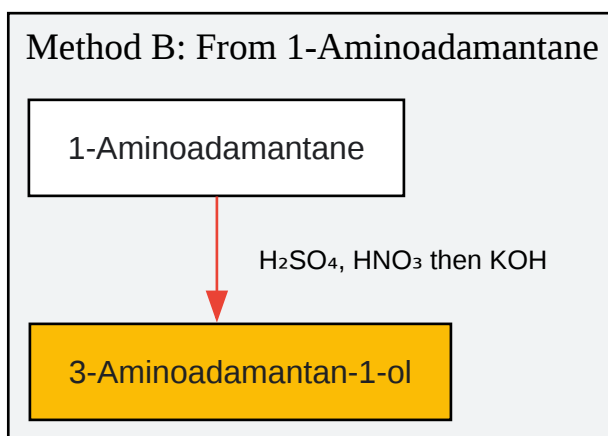 Method B: From 1-Aminoadamantane
1-Aminoadamantane
H₂SO₄, HNO₃ then KOH
3-Aminoadamantan-1-ol